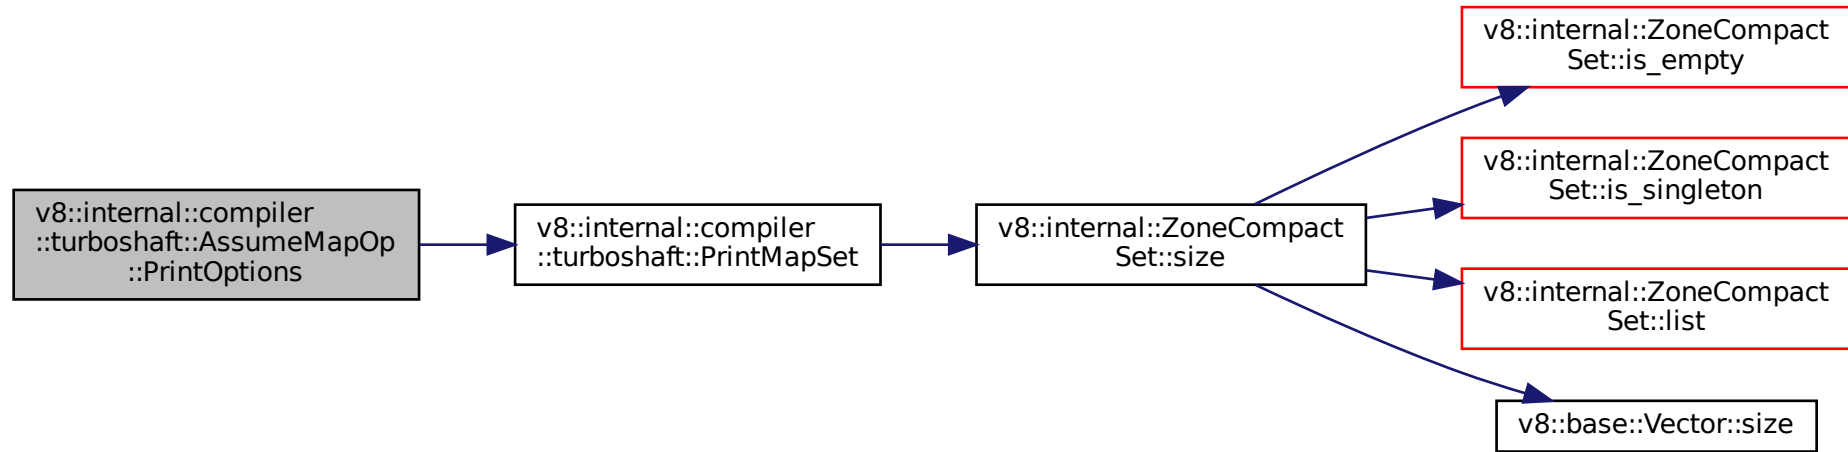 v8::internal::compiler
::turboshaft::AssumeMapOp
::PrintOptions
v8::internal::compiler
::turboshaft::PrintMapSet
v8::internal::ZoneCompact
Set::size
v8::internal::ZoneCompact
Set::is_empty
v8::internal::ZoneCompact
Set::is_singleton
v8::internal::ZoneCompact
Set::list
v8::base::Vector::size